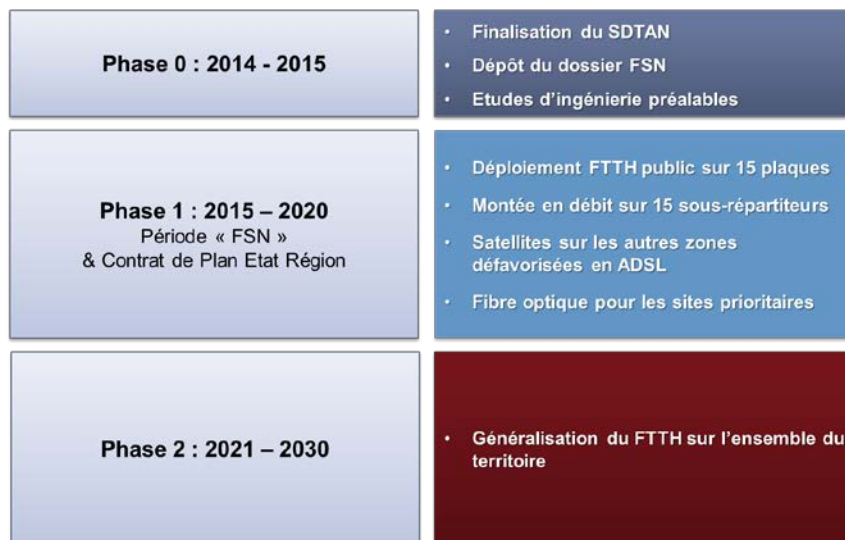 Phase 0 : 2014 - 2015
• Finalisation du SDTAN
• Dépôt du dossier FSN
• Etudes d'ingénierie préalables
Phase 1 : 2015 – 2020
Période « FSN »
& Contrat de Plan Etat Région
• Déploiement FTTH public sur 15 plaques
• Montée en débit sur 15 sous-répartiteurs
• Satellites sur les autres zones
défavorisées en ADSL
• Fibre optique pour les sites prioritaires
Phase 2 : 2021 – 2030
• Généralisation du FTTH sur l'ensemble du
territoire